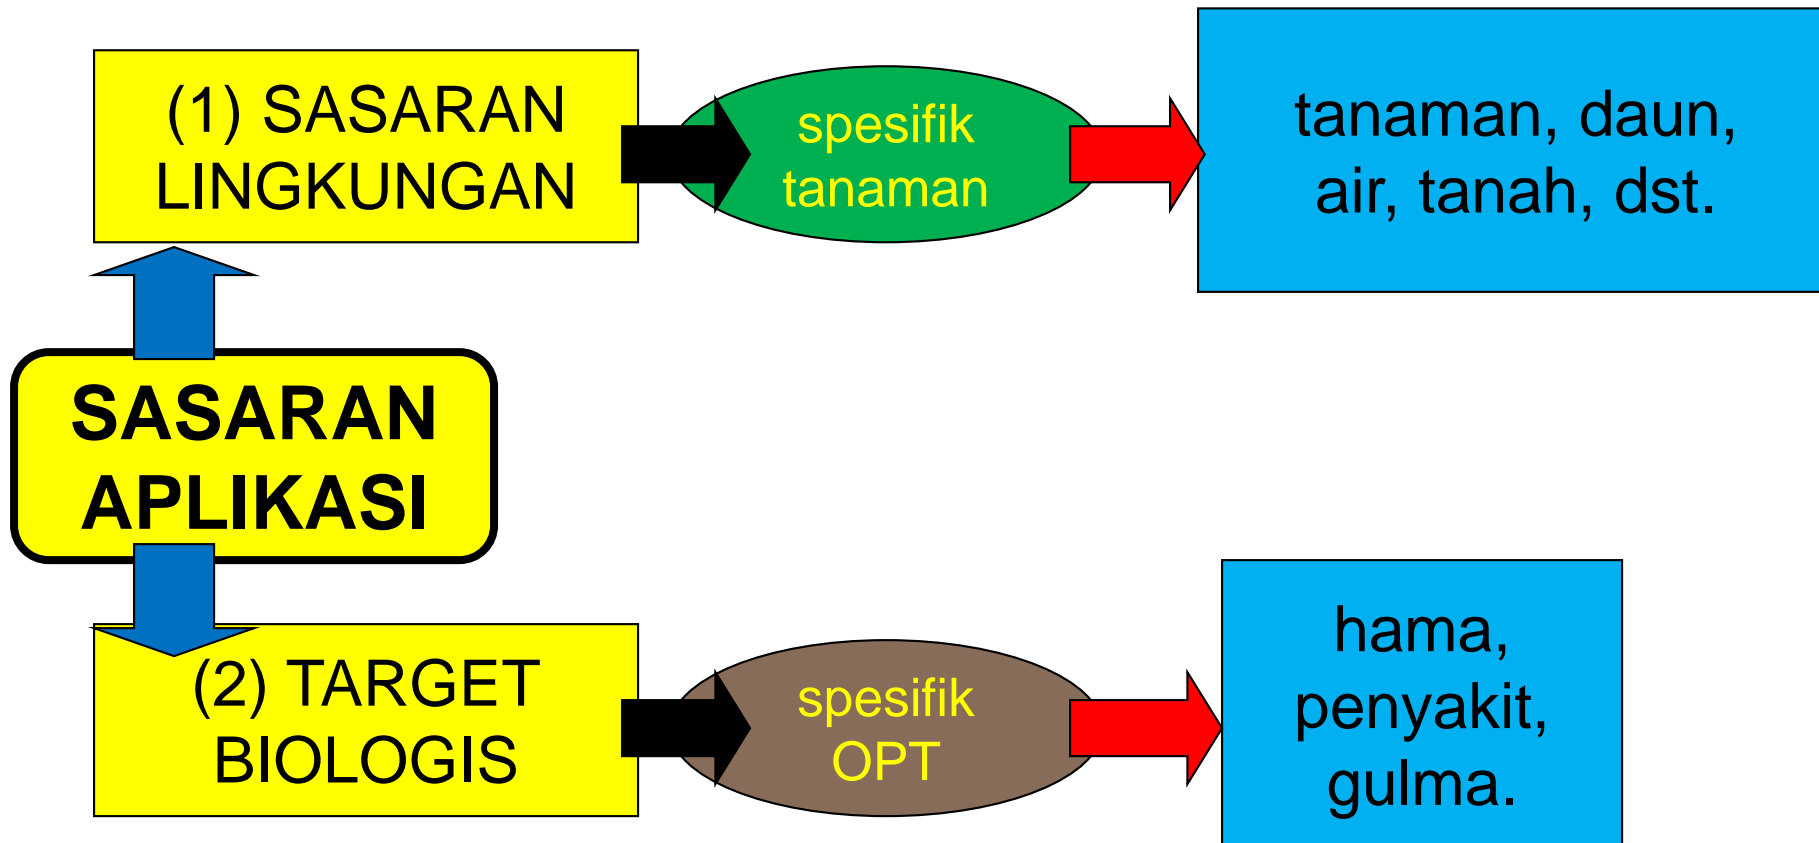 (1) SASARAN
LINGKUNGAN
spesifik
tanaman
tanaman, daun,
air, tanah, dst.
SASARAN
APLIKASI
(2) TARGET
BIOLOGIS
spesifik
OPT
hama,
penyakit,
gulma.